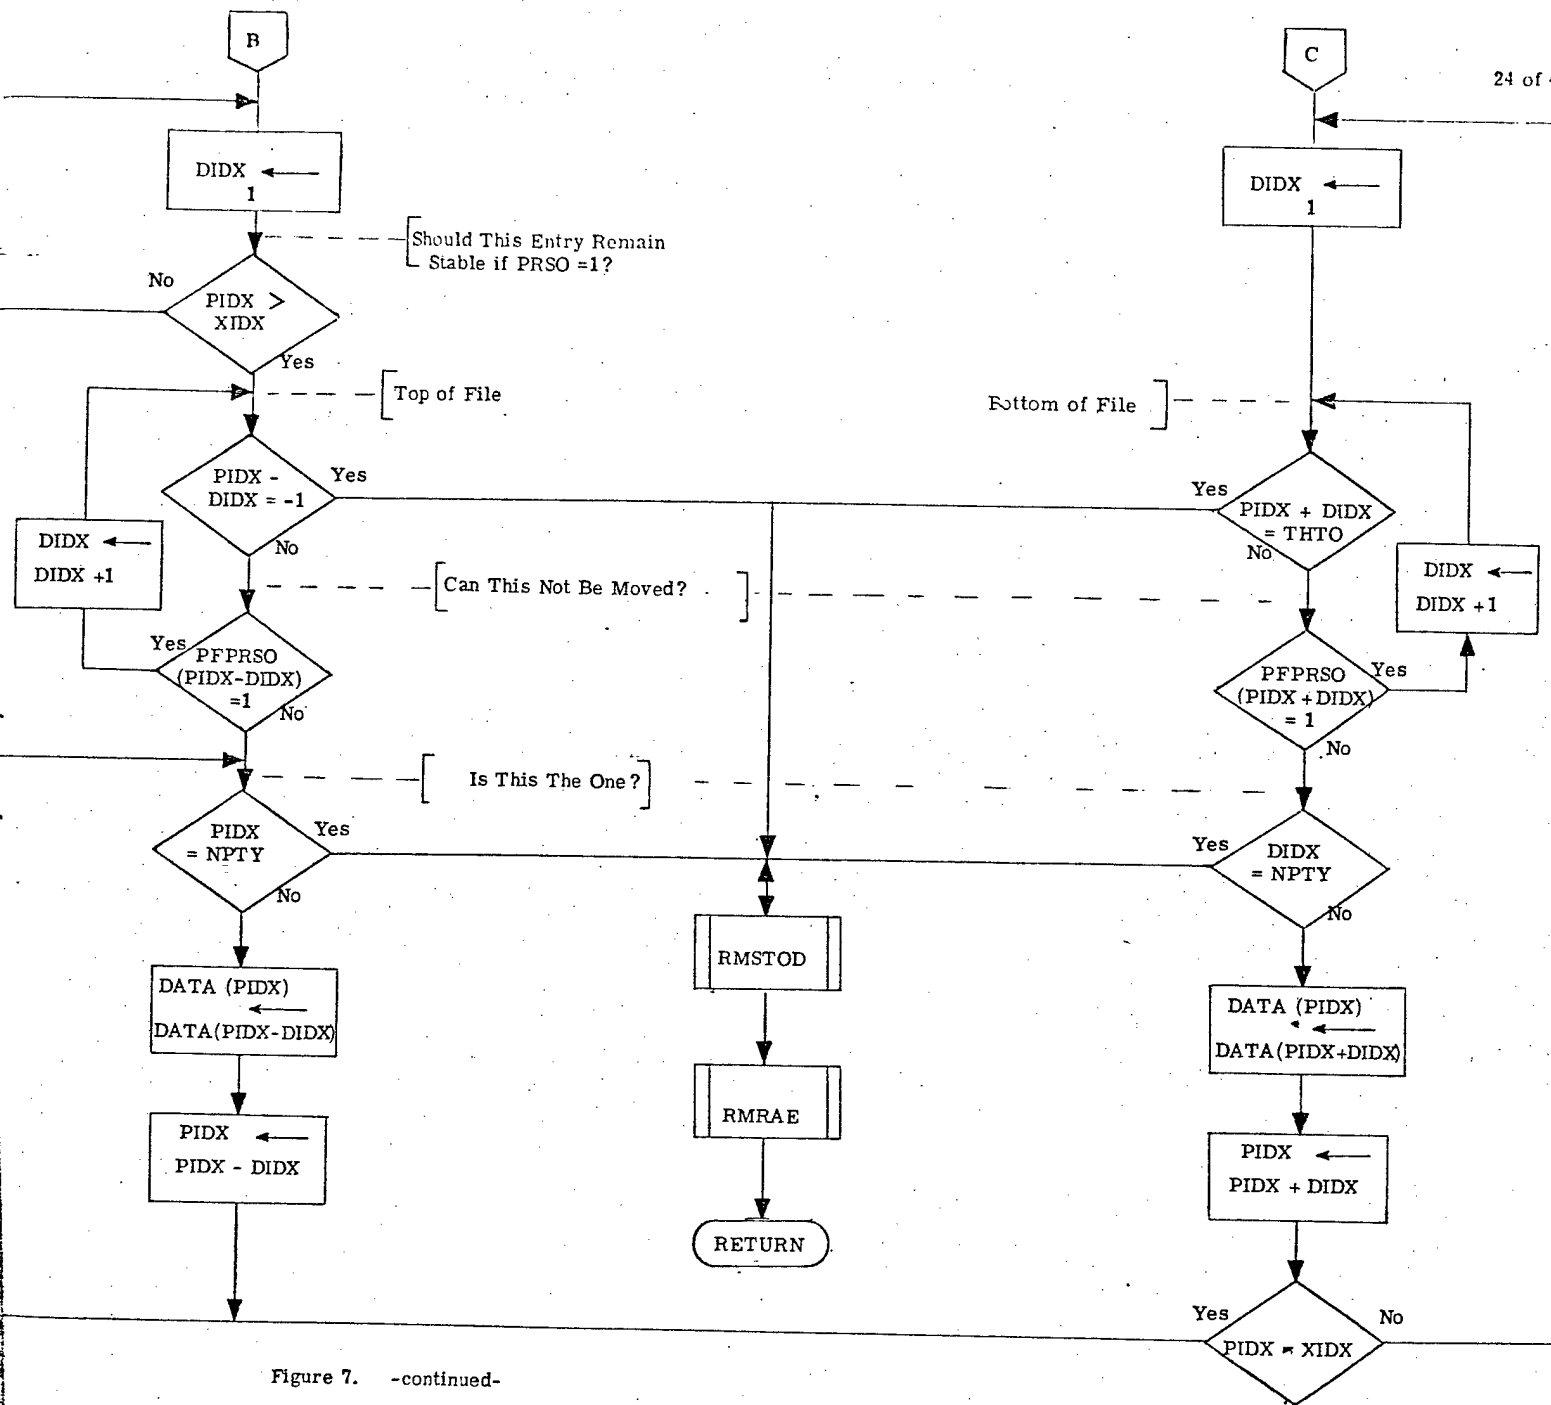 B
C
24 of
DIDX ←
1
DIDX ←
1
Should This Entry Remain
Stable if PRSO =1?
No
PIDX >
XIDX
Yes
Top of File
Bottom of File
PIDX -
DIDX = -1
Yes
No
Yes
PIDX + DIDX
= THTO
No
DIDX ←
DIDX +1
DIDX ←
DIDX +1
Can This Not Be Moved?
Yes
PFPRSO
(PIDX-DIDX)
=1
No
PFPRSO
(PIDX+DIDX)
= 1
Yes
No
Is This The One?
PIDX
= NPTY
Yes
No
Yes
DIDX
= NPTY
No
RMSTOD
DATA (PIDX)
←
DATA(PIDX-DIDX)
DATA (PIDX)
←
DATA(PIDX+DIDX)
RMRAE
PIDX ←
PIDX - DIDX
PIDX ←
PIDX + DIDX
RETURN
Yes
PIDX = XIDX
No
Figure 7. -continued-